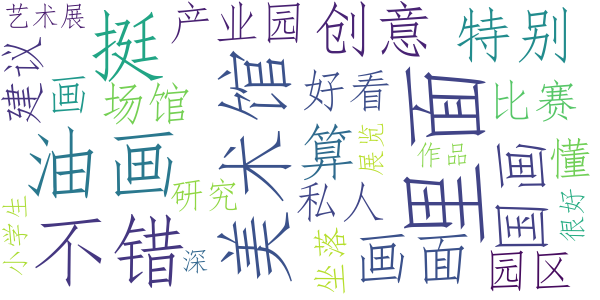 艺术展
产业园
创意
特别
挺
建议
画
场馆
美术馆
好看
里面
比赛
油画
算
展览
作品
国画
懂
研究
私人
很好
小学生
不错
深
坐落
画面
园区